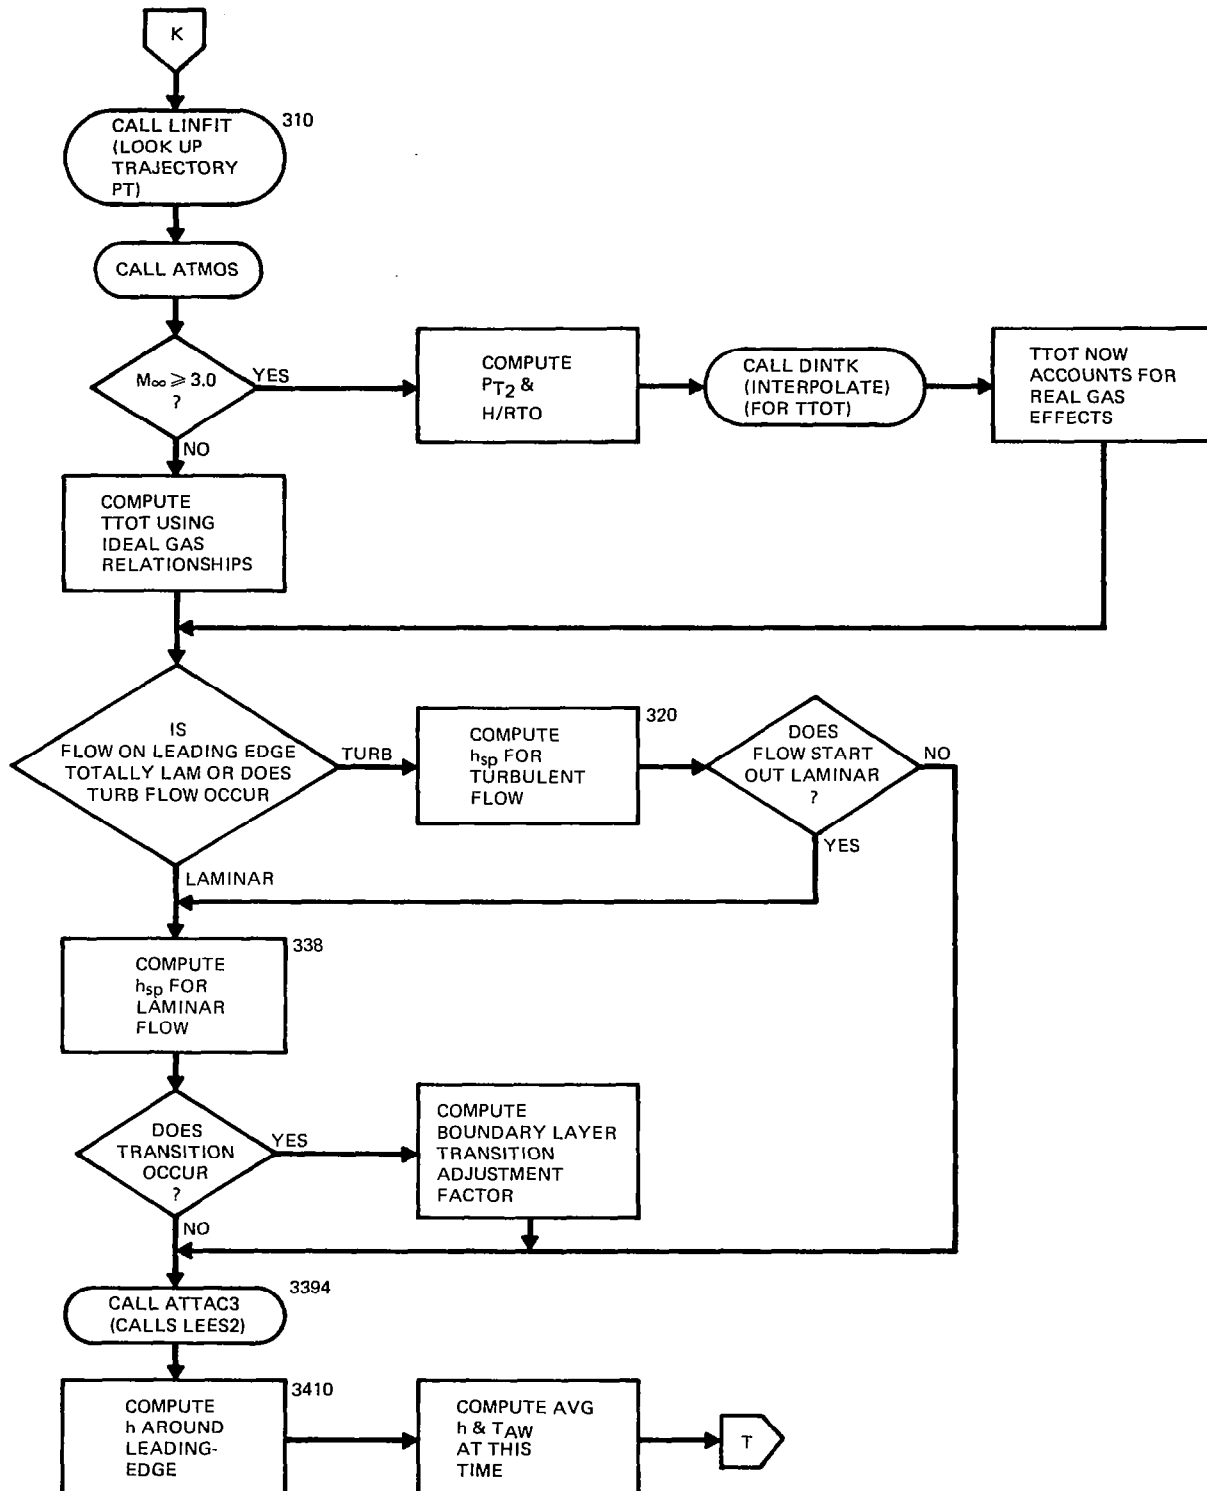 K
CALL LINFIT
(LOOK UP
TRAJECTORY
PT)
310
CALL ATMOS
M∞ ⩾ 3.0
?
YES
NO
COMPUTE
PT2 &
H/RTO
CALL DINTK
(INTERPOLATE)
(FOR TTOT)
TTOT NOW
ACCOUNTS FOR
REAL GAS
EFFECTS
COMPUTE
TTOT USING
IDEAL GAS
RELATIONSHIPS
IS
FLOW ON LEADING EDGE
TOTALLY LAM OR DOES
TURB FLOW OCCUR
TURB
LAMINAR
COMPUTE
hsp FOR
TURBULENT
FLOW
320
DOES
FLOW START
OUT LAMINAR
?
NO
YES
COMPUTE
hsp FOR
LAMINAR
FLOW
338
DOES
TRANSITION
OCCUR
?
YES
NO
COMPUTE
BOUNDARY LAYER
TRANSITION
ADJUSTMENT
FACTOR
CALL ATTAC3
(CALLS LEES2)
3394
COMPUTE
h AROUND
LEADING-
EDGE
3410
COMPUTE AVG
h & TAW
AT THIS
TIME
T